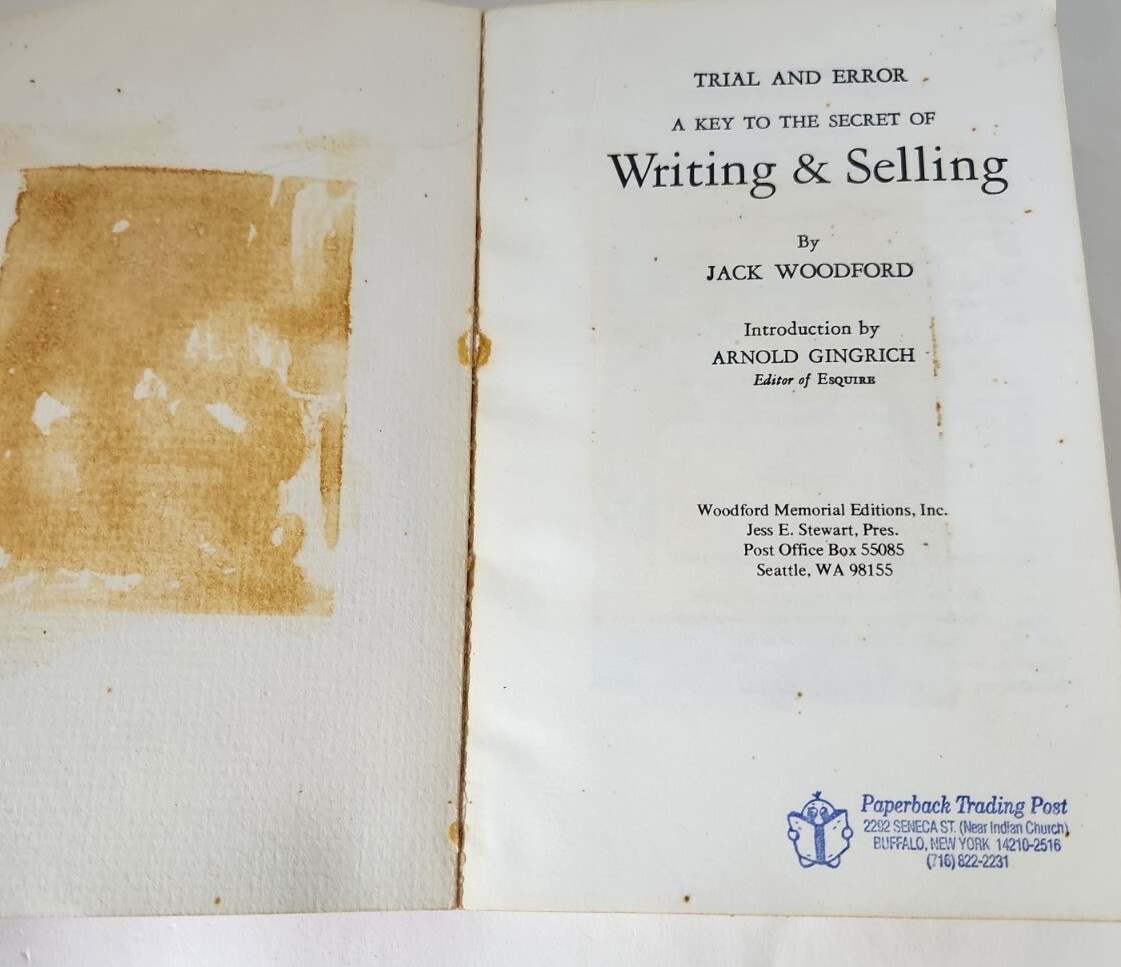 TRIAL AND ERROR
A KEY TO THE SECRET OF
Writing & Selling
By
JACK WOODFORD
Introduction by
ARNOLD GINGRICH
Editor of ESQUIRE
Woodford Memorial Editions, Inc.
Jess E. Stewart, Pres.
Post Office Box 55085
Seattle, WA 98155
Paperback Trading Post
2292 SENECA ST. (Near Indian Church)
BUFFALO, NEW YORK 14210-2516
(716) 822-2231